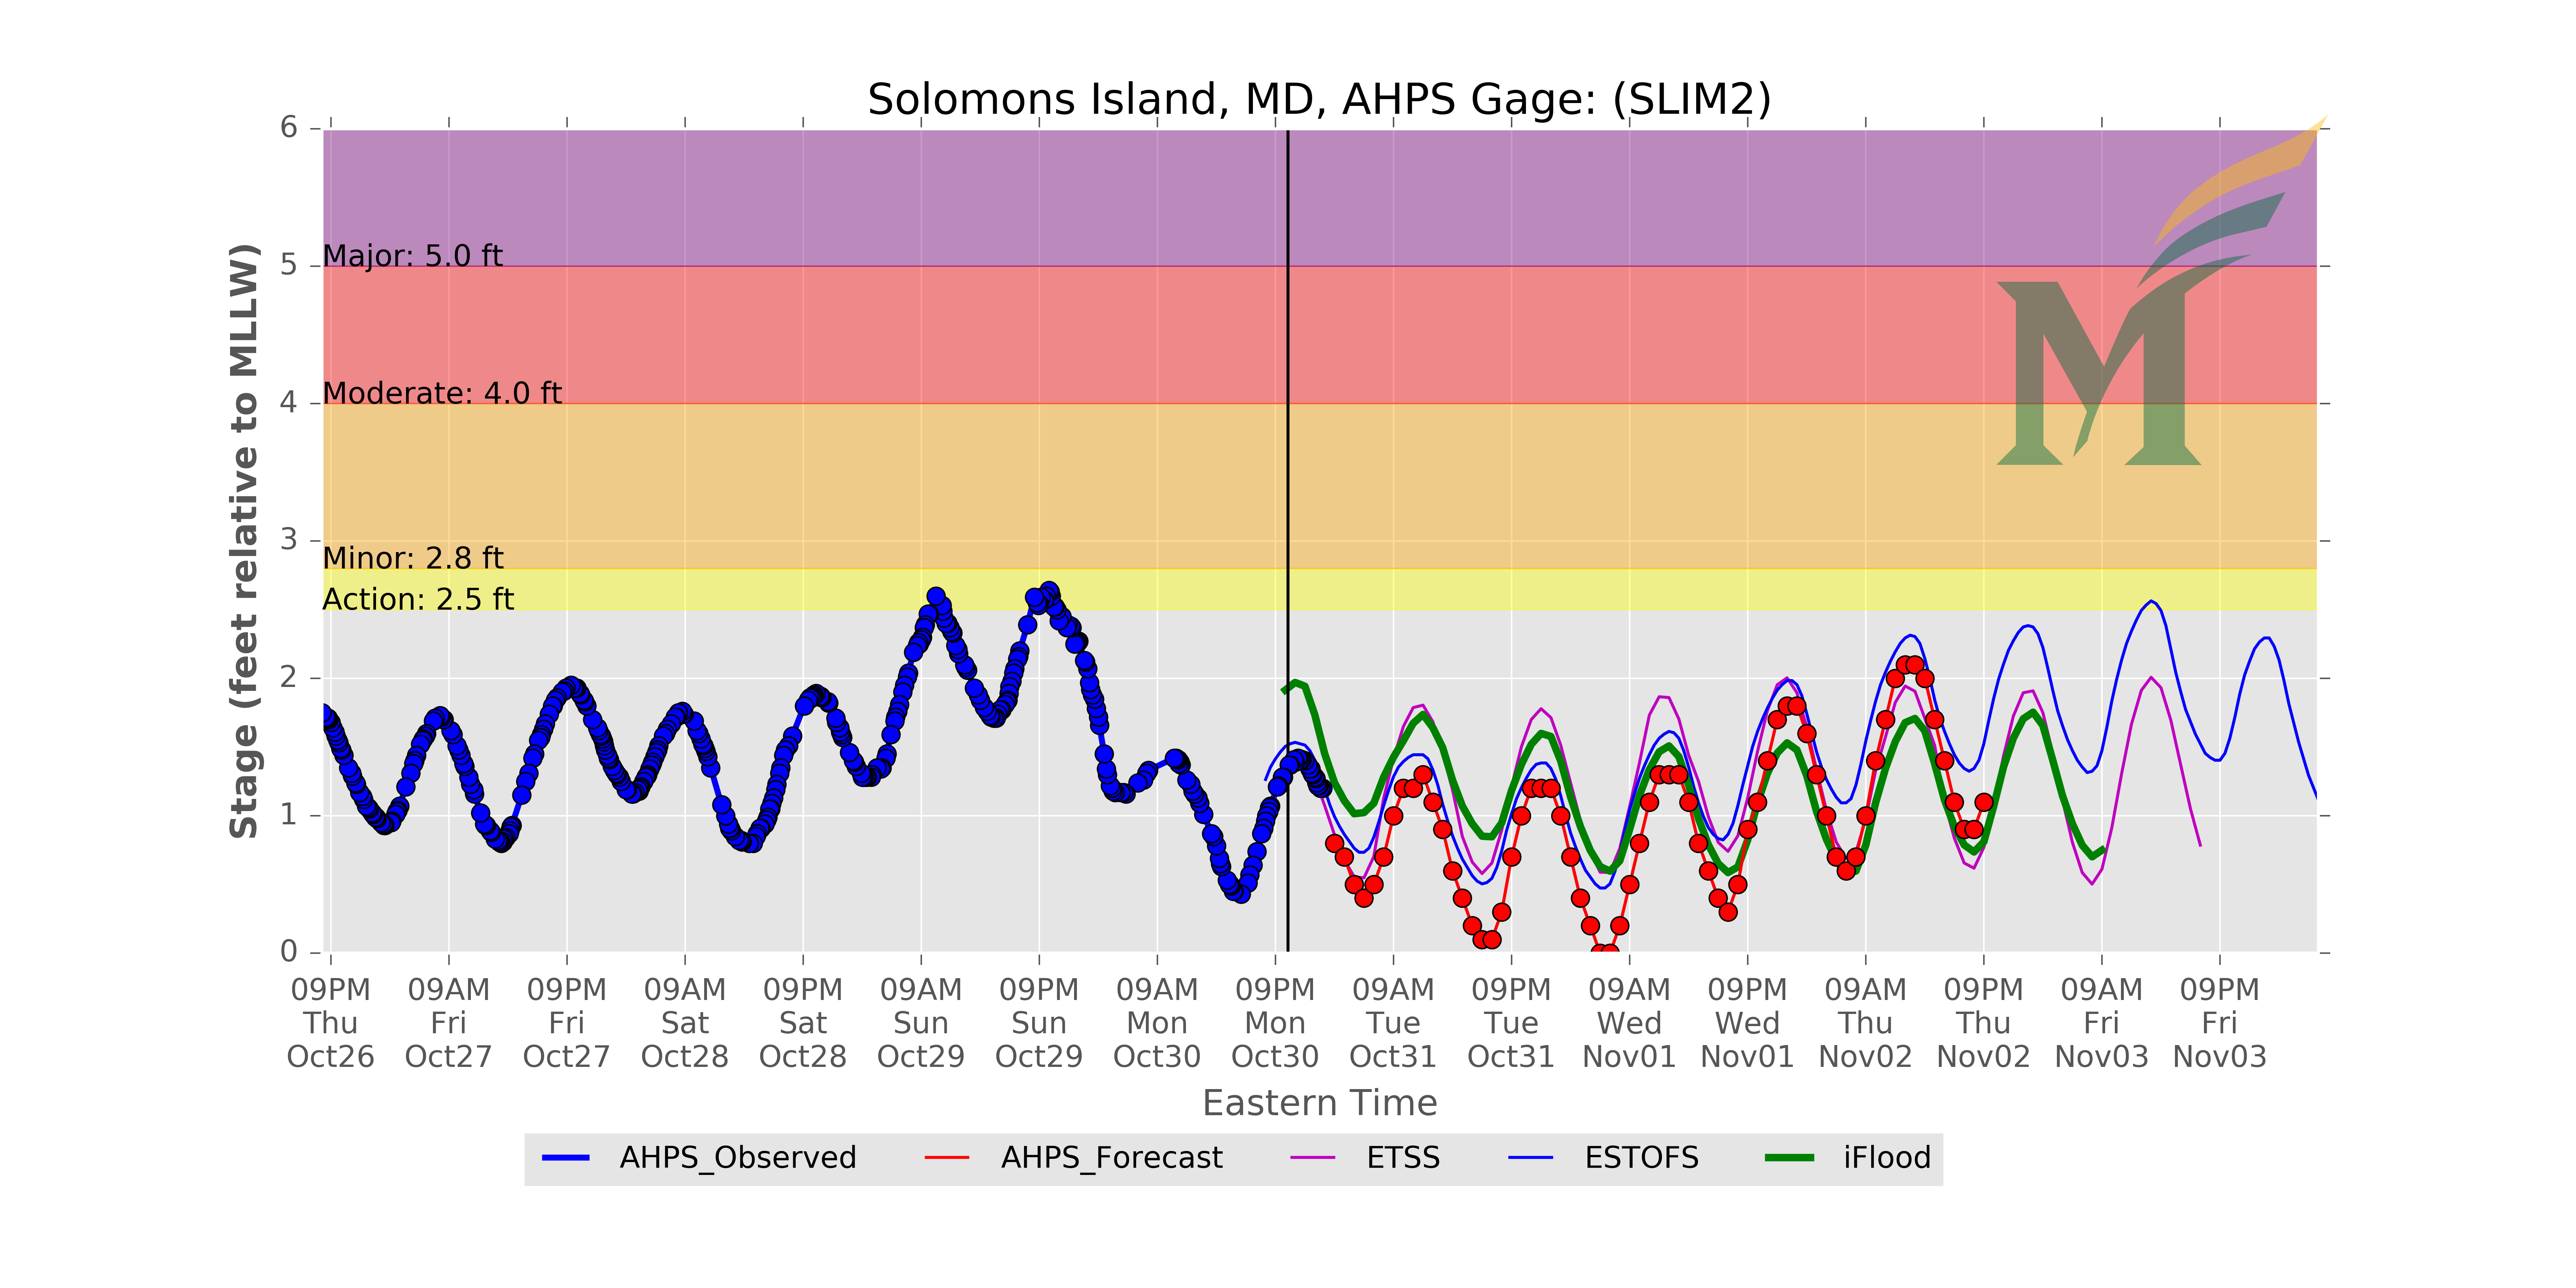 Solomons Island, MD, AHPS Gage: (SLIM2)
Stage (feet relative to MLLW)
6
5
4
3
2
1
0
Major: 5.0 ft
Moderate: 4.0 ft
Minor: 2.8 ft
Action: 2.5 ft
M
09PM 09AM 09PM 09AM 09PM 09AM 09PM 09AM 09PM 09AM 09PM 09AM 09PM 09AM 09PM 09AM 09PM
Thu Fri Fri Sat Sat Sun Sun Mon Mon Tue Tue Wed Wed Thu Thu Fri Fri
Oct26 Oct27 Oct27 Oct28 Oct28 Oct29 Oct29 Oct30 Oct30 Oct31 Oct31 Nov01 Nov01 Nov02 Nov02 Nov03 Nov03
Eastern Time
AHPS_Observed AHPS_Forecast ETSS ESTOFS iFlood